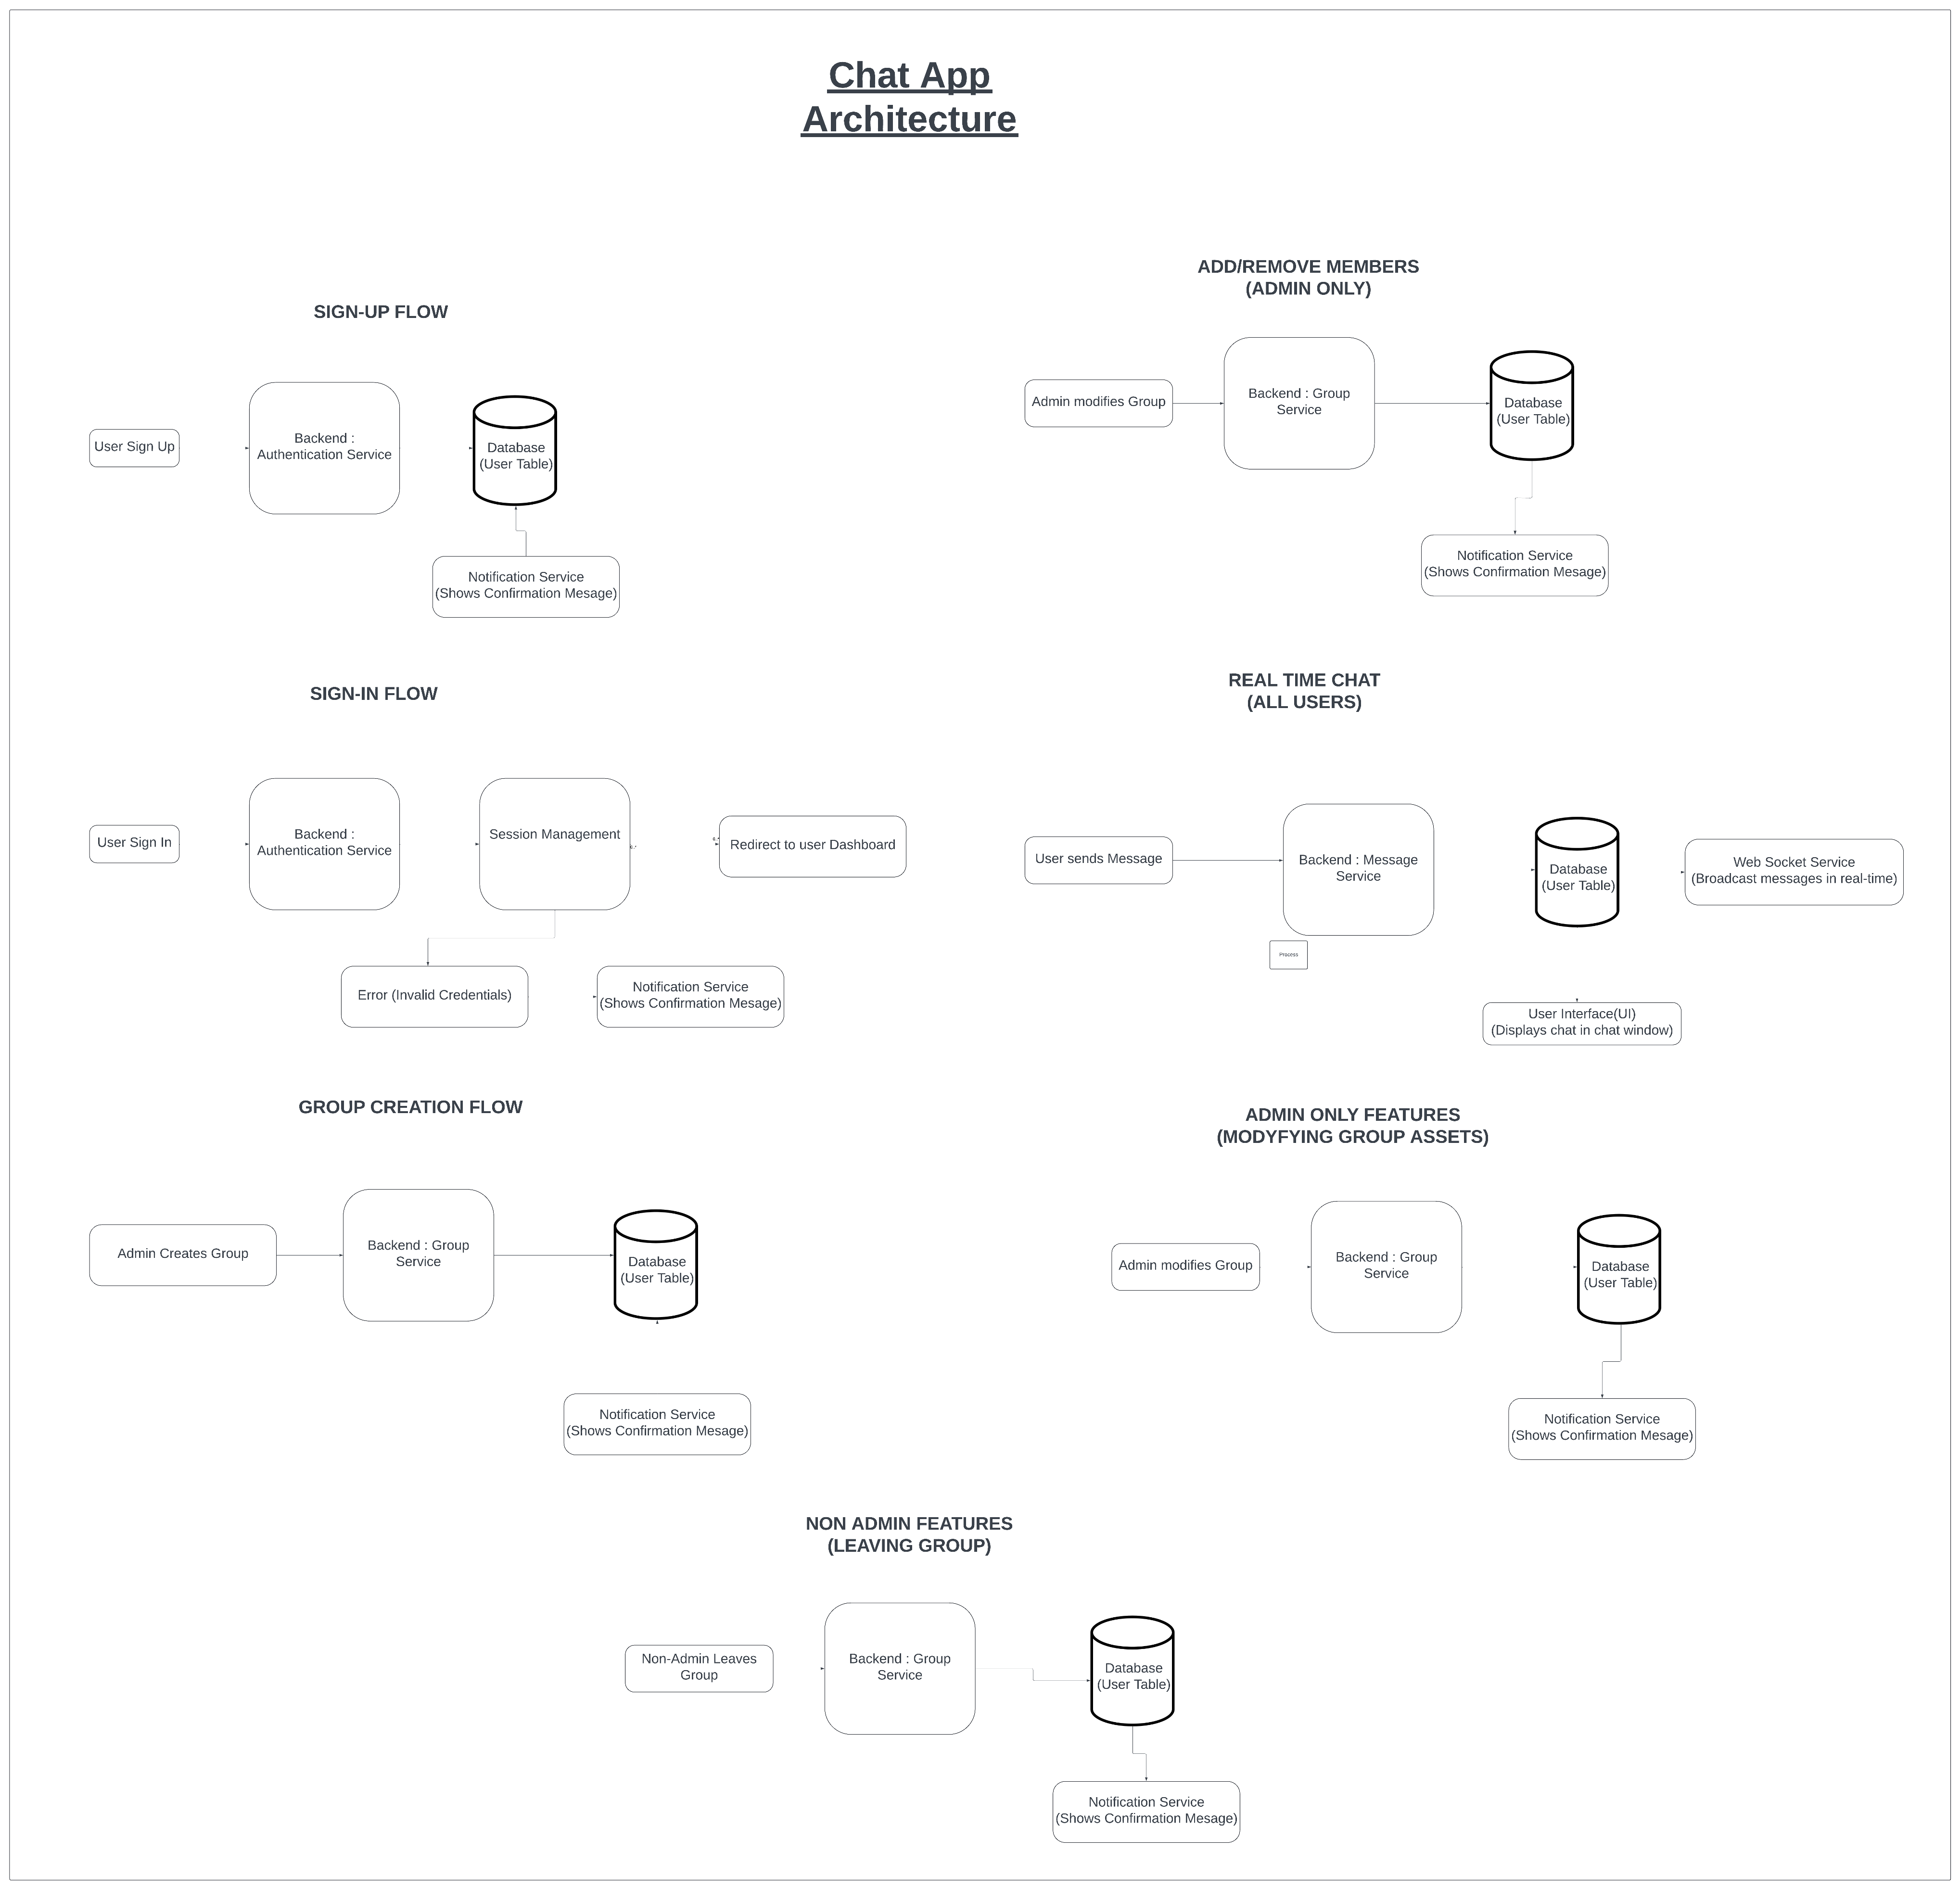 Chat App
Architecture
SIGN-UP FLOW
User Sign Up
Backend :
Authentication Service
Database
(User Table)
Notification Service
(Shows Confirmation Mesage)
ADD/REMOVE MEMBERS
(ADMIN ONLY)
Admin modifies Group
Backend : Group
Service
Database
(User Table)
Notification Service
(Shows Confirmation Mesage)
SIGN-IN FLOW
User Sign In
Backend :
Authentication Service
Session Management
Redirect to user Dashboard
Error (Invalid Credentials)
Notification Service
(Shows Confirmation Mesage)
REAL TIME CHAT
(ALL USERS)
User sends Message
Backend : Message
Service
Process
Database
(User Table)
Web Socket Service
(Broadcast messages in real-time)
User Interface(UI)
(Displays chat in chat window)
GROUP CREATION FLOW
Admin Creates Group
Backend : Group
Service
Database
(User Table)
Notification Service
(Shows Confirmation Mesage)
ADMIN ONLY FEATURES
(MODYFYING GROUP ASSETS)
Admin modifies Group
Backend : Group
Service
Database
(User Table)
Notification Service
(Shows Confirmation Mesage)
NON ADMIN FEATURES
(LEAVING GROUP)
Non-Admin Leaves
Group
Backend : Group
Service
Database
(User Table)
Notification Service
(Shows Confirmation Mesage)